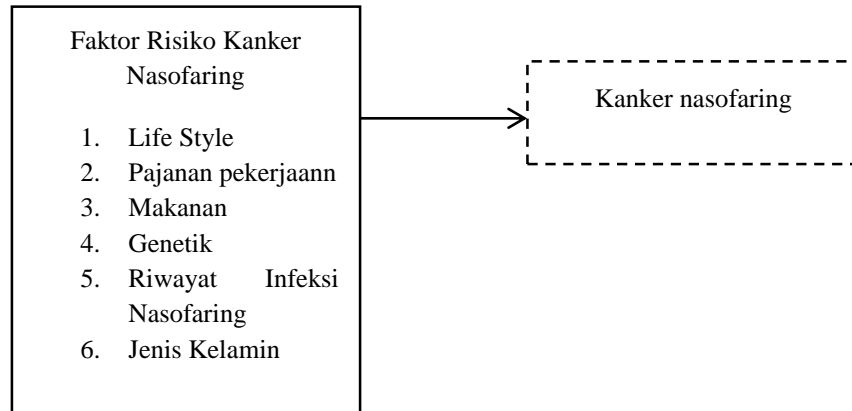 Faktor Risiko Kanker
Nasofaring
1. Life Style
2. Pajanan pekerjaann
3. Makanan
4. Genetik
5. Riwayat Infeksi
Nasofaring
6. Jenis Kelamin
Kanker nasofaring